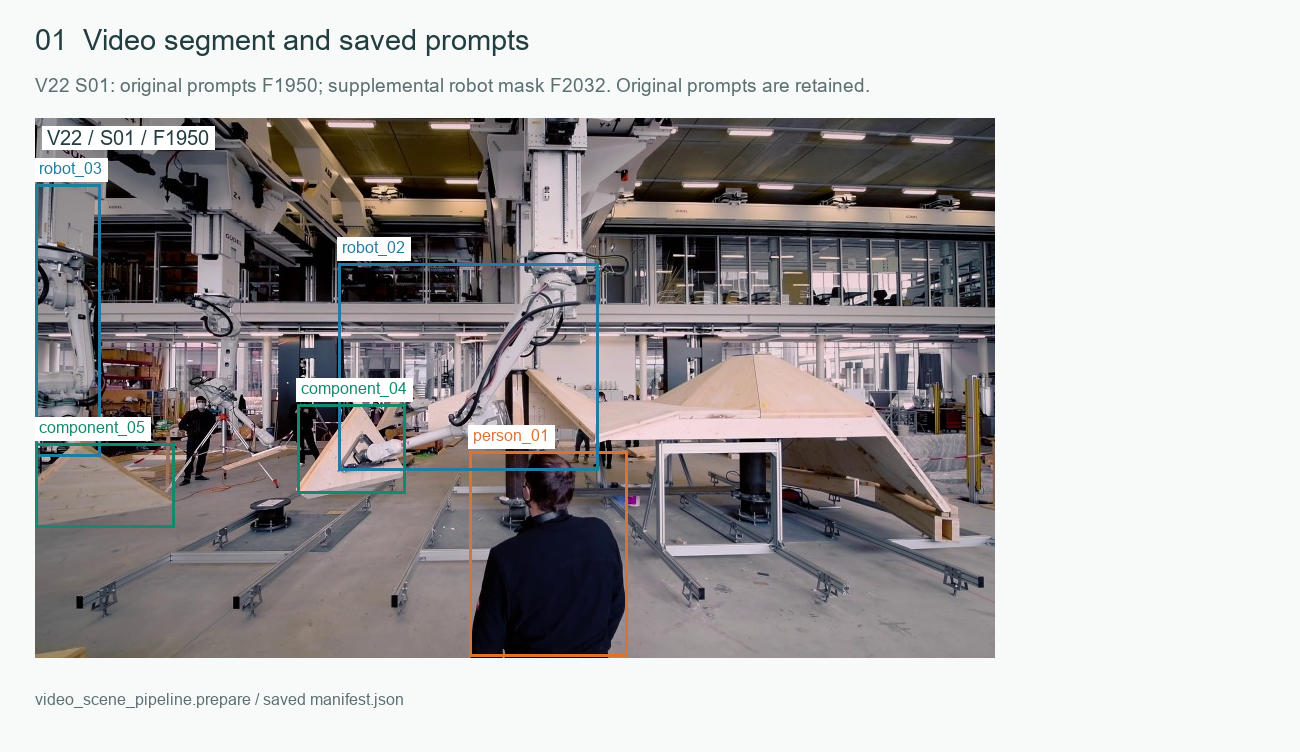 01 Video segment and saved prompts
V22 S01: original prompts F1950; supplemental robot mask F2032. Original prompts are retained.
V22 / S01 / F1950
robot_03
robot_02
component_04
component_05
person_01
GÜDEL
video_scene_pipeline.prepare / saved manifest.json